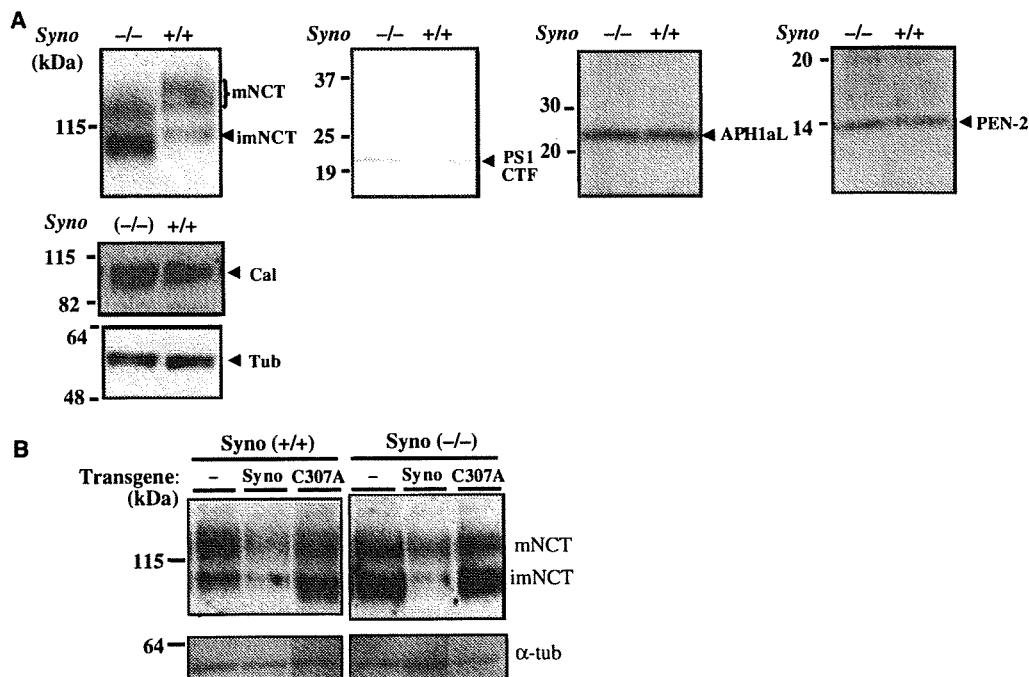 A
Syno –/– +/+
(kDa)
115
mNCT
imNCT
Syno –/– +/+
37
25
19
PS1
CTF
Syno –/– +/+
30
20
APH1aL
Syno –/– +/+
20
14
PEN-2
Syno (–/–) +/+
115
82
Cal
64
48
Tub
B
Syno (+/+) Syno (–/–)
Transgene: – Syno C307A – Syno C307A
(kDa)
115
mNCT
imNCT
64
α-tub